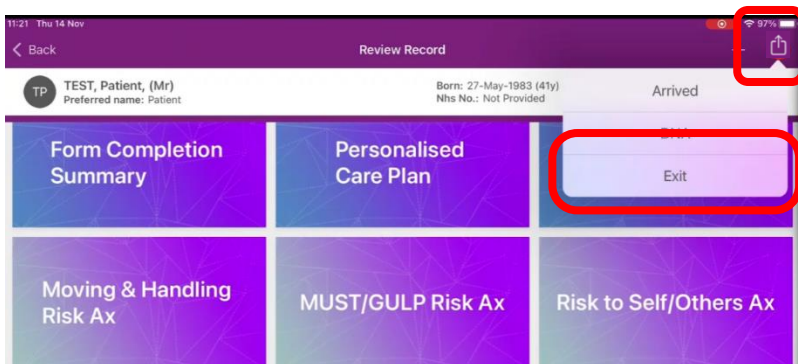 11:21 Thu 14 Nov
97%
Back
Review Record
TP
TEST, Patient, (Mr)
Preferred name: Patient
Born: 27-May-1983 (41y)
Nhs No.: Not Provided
Arrived
DNA
Exit
Form Completion
Summary
Personalised
Care Plan
Moving & Handling
Risk Ax
MUST/GULP Risk Ax
Risk to Self/Others Ax